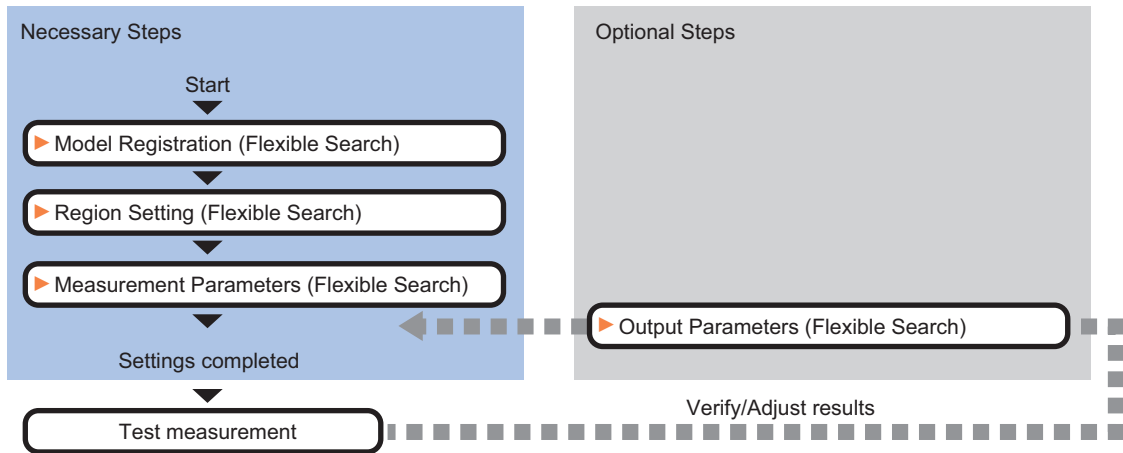 Necessary Steps
Start
Model Registration (Flexible Search)
Region Setting (Flexible Search)
Measurement Parameters (Flexible Search)
Settings completed
Test measurement
Optional Steps
Output Parameters (Flexible Search)
Verify/Adjust results